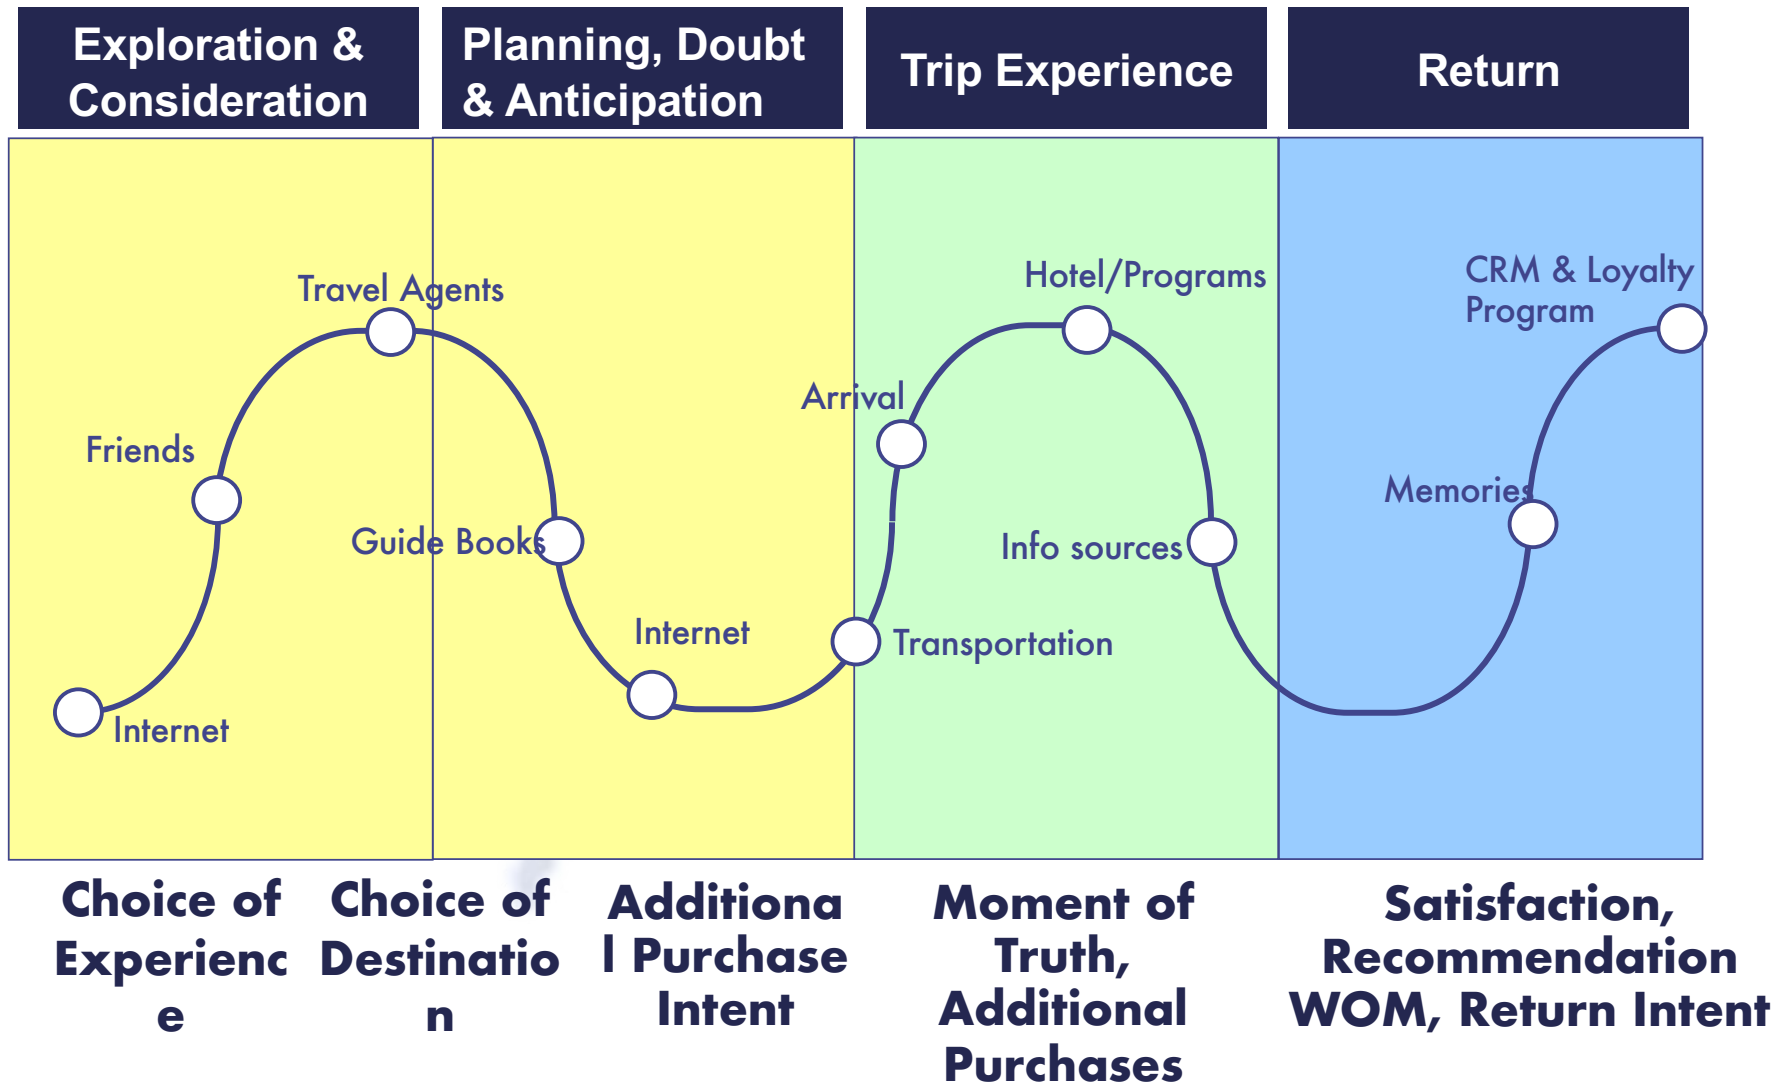 Exploration &
Consideration
Planning, Doubt
& Anticipation
Trip Experience
Return
Travel Agents
Friends
Internet
Guide Books
Internet
Arrival
Transportation
Hotel/Programs
Info sources
CRM & Loyalty
Program
Memories
Choice of
Experienc
e
Choice of
Destinatio
n
Additiona
l Purchase
Intent
Moment of
Truth,
Additional
Purchases
Satisfaction,
Recommendation
WOM, Return Intent